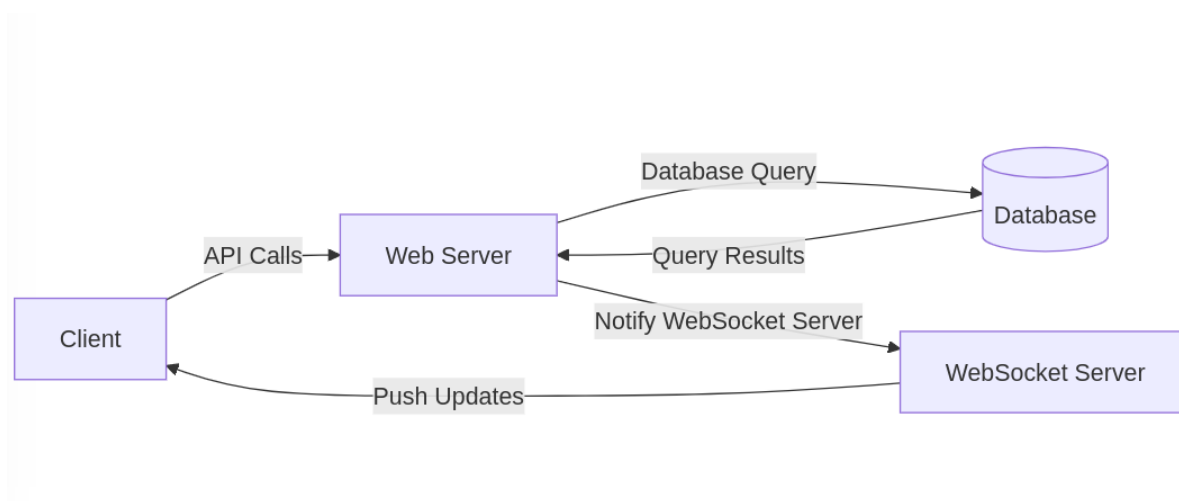 Database Query
Database
API Calls
Web Server
Query Results
Notify WebSocket Server
Client
WebSocket Server
Push Updates